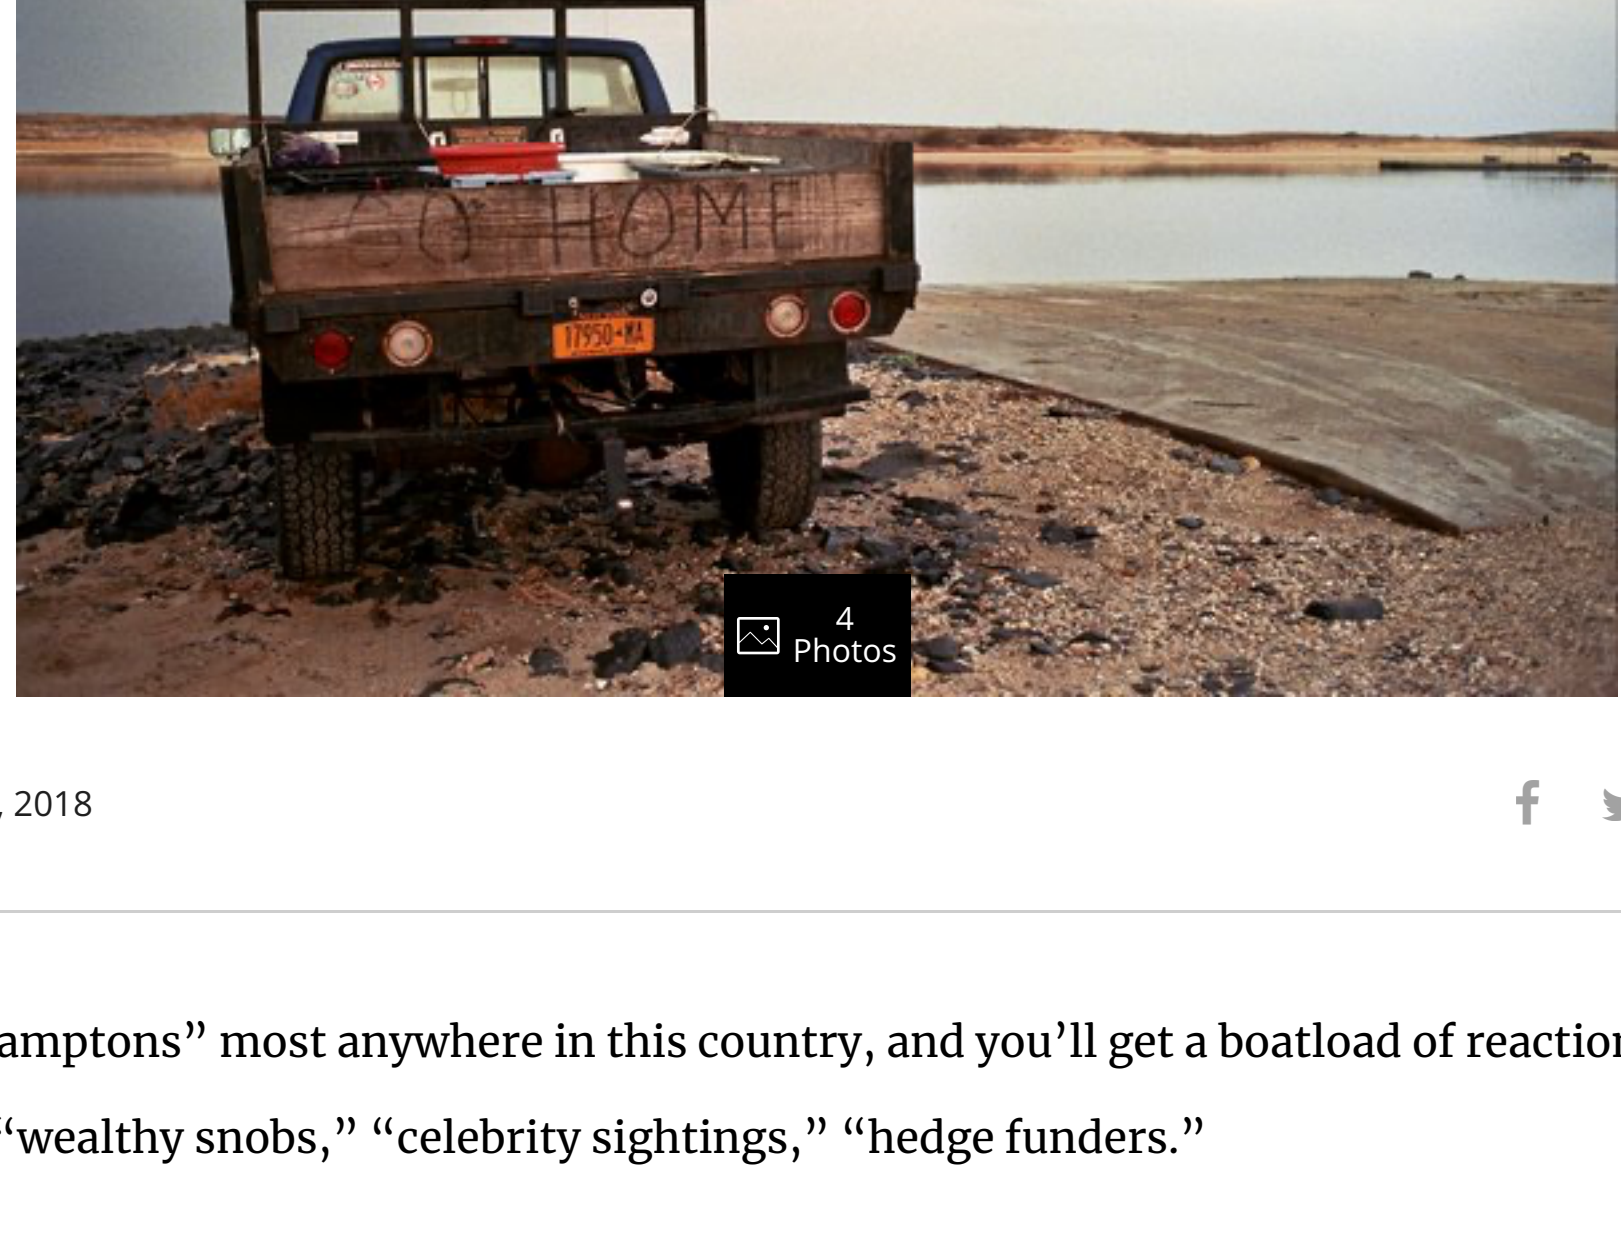 GO HOME!!
17950-MA
4
Photos
, 2018
amptons” most anywhere in this country, and you’ll get a boatload of reaction
“wealthy snobs,” “celebrity sightings,” “hedge funders.”